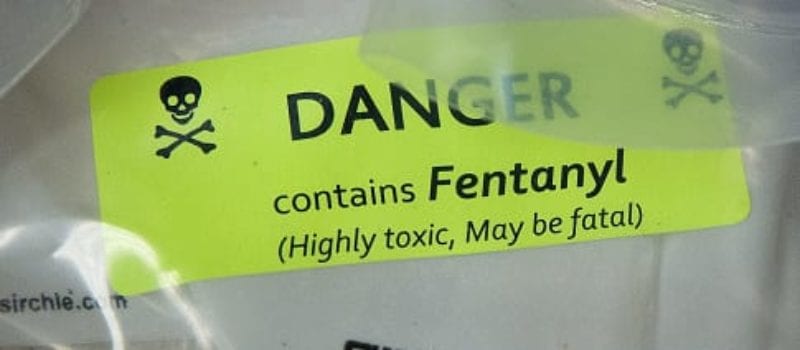 DANGER
contains Fentanyl
(Highly toxic, May be fatal)
sirchie.com